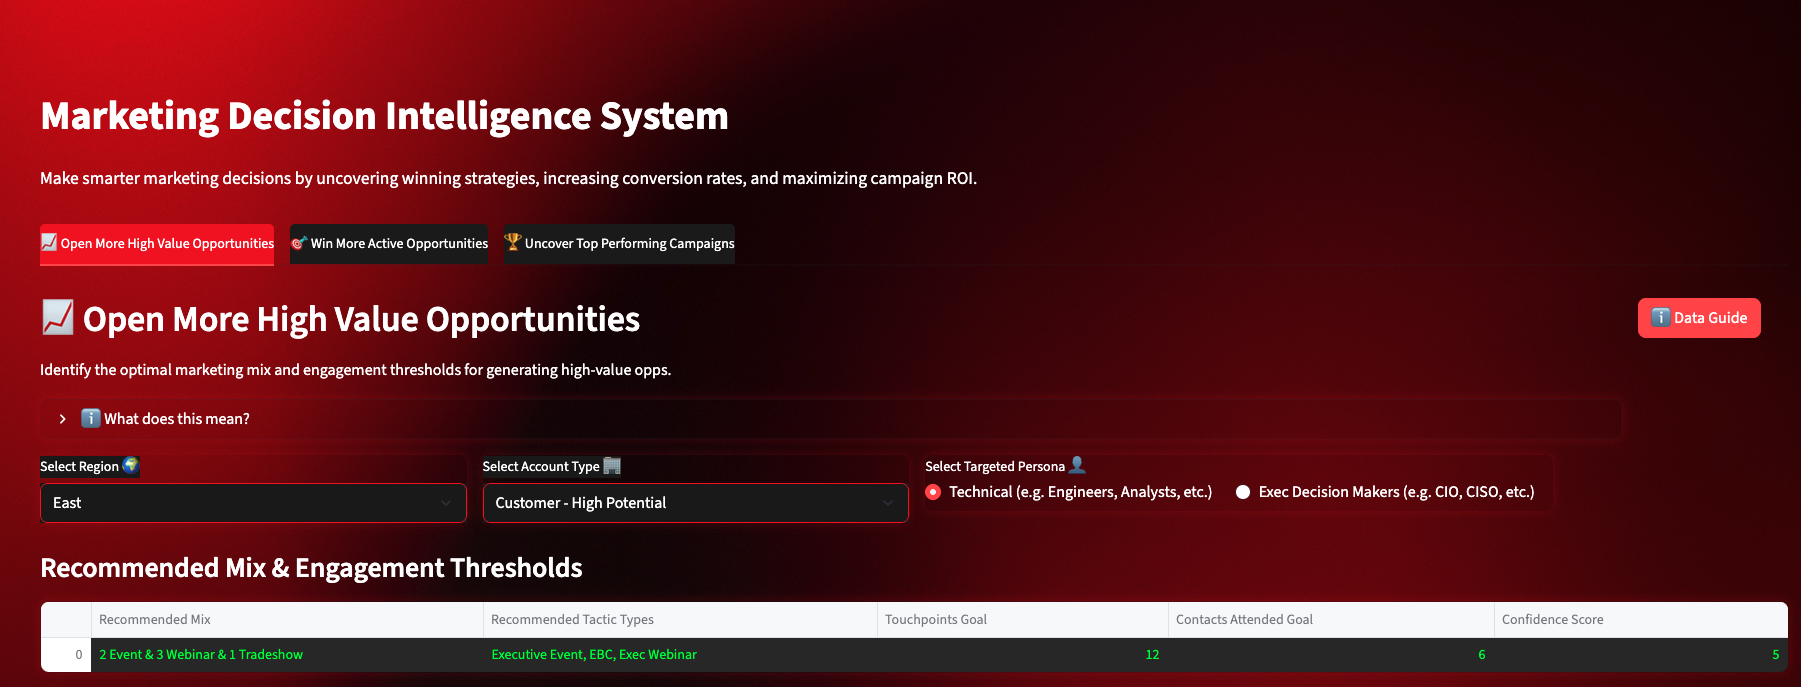 Marketing Decision Intelligence System
Make smarter marketing decisions by uncovering winning strategies, increasing conversion rates, and maximizing campaign ROI.
📈 Open More High Value Opportunities
🎯 Win More Active Opportunities
🏆 Uncover Top Performing Campaigns
📈 Open More High Value Opportunities
ℹ️ Data Guide
Identify the optimal marketing mix and engagement thresholds for generating high-value opps.
ℹ️ What does this mean?
Select Region 🌍
East
Select Account Type 🏢
Customer - High Potential
Select Targeted Persona 👤
Technical (e.g. Engineers, Analysts, etc.) Exec Decision Makers (e.g. CIO, CISO, etc.)
Recommended Mix & Engagement Thresholds
Recommended Mix Recommended Tactic Types Touchpoints Goal Contacts Attended Goal Confidence Score
0 2 Event & 3 Webinar & 1 Tradeshow Executive Event, EBC, Exec Webinar 12 6 5